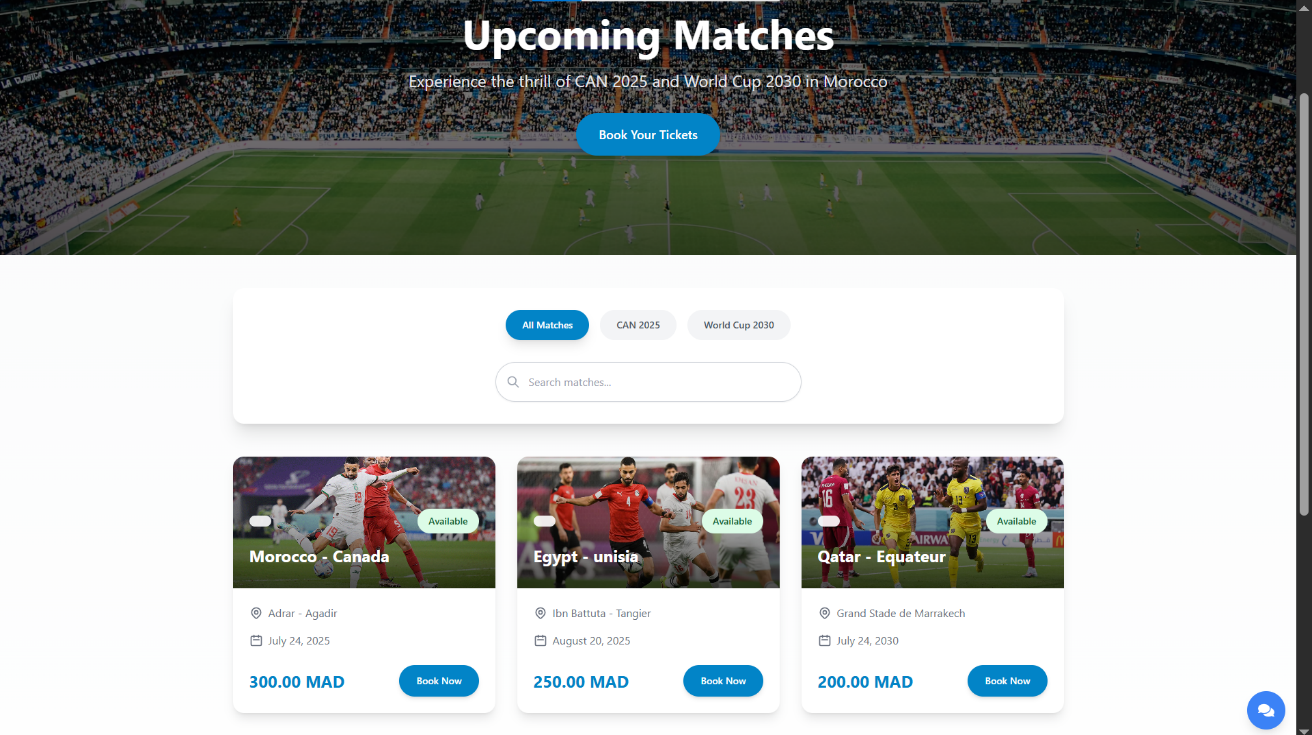 Upcoming Matches
Experience the thrill of CAN 2025 and World Cup 2030 in Morocco
Book Your Tickets
All Matches
CAN 2025
World Cup 2030
Search matches...
Available
Morocco - Canada
Adrar - Agadir
July 24, 2025
300.00 MAD
Book Now
Available
Egypt - unisia
Ibn Battuta - Tangier
August 20, 2025
250.00 MAD
Book Now
Available
Qatar - Equateur
Grand Stade de Marrakech
July 24, 2030
200.00 MAD
Book Now